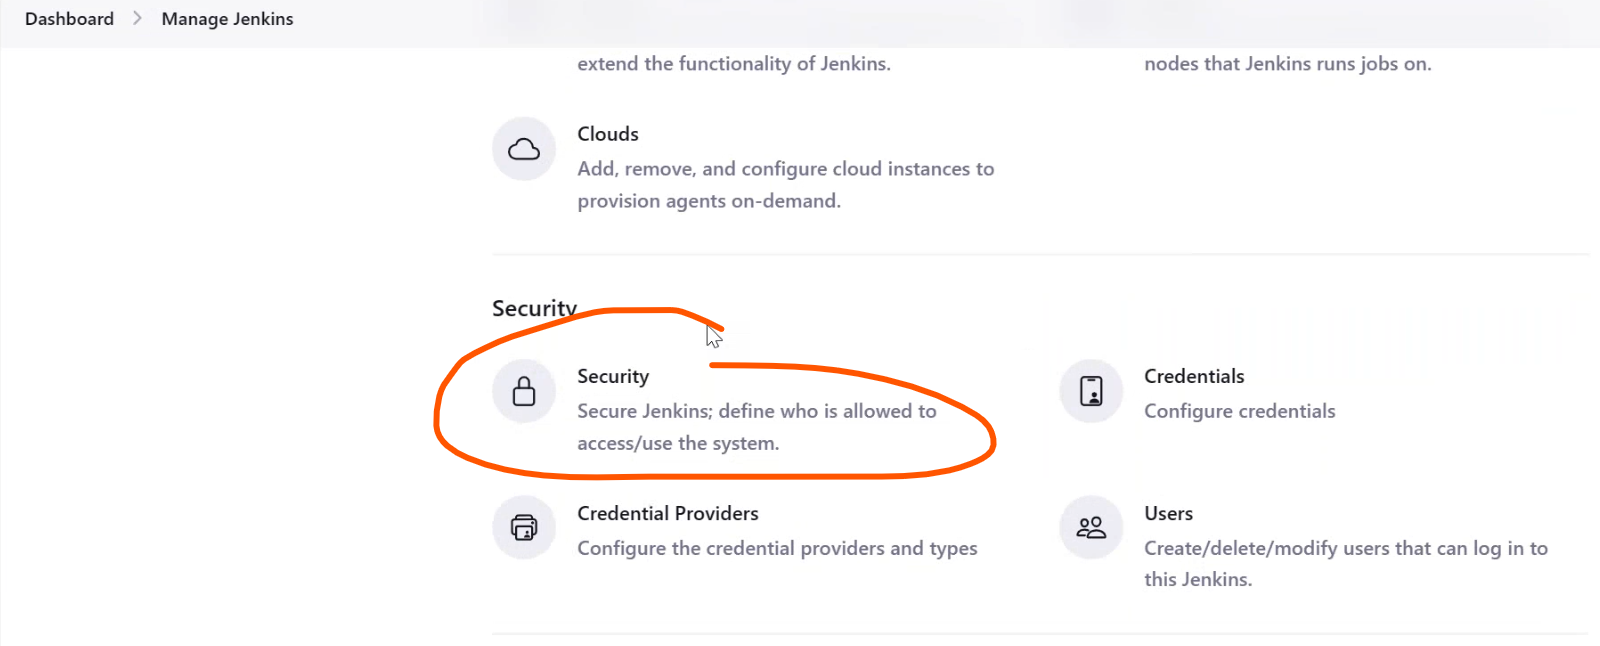 Dashboard > Manage Jenkins
extend the functionality of Jenkins.
nodes that Jenkins runs jobs on.
Clouds
Add, remove, and configure cloud instances to
provision agents on-demand.
Security
Security
Secure Jenkins; define who is allowed to
access/use the system.
Credentials
Configure credentials
Credential Providers
Configure the credential providers and types
Users
Create/delete/modify users that can log in to
this Jenkins.